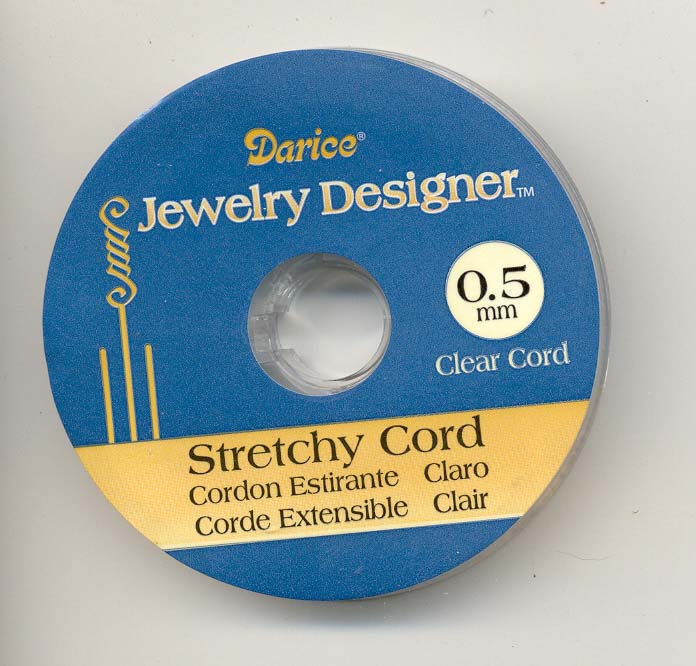 Darice®
Jewelry Designer™
0.5
mm
Clear Cord
Stretchy Cord
Cordon Estirante Claro
Corde Extensible Clair